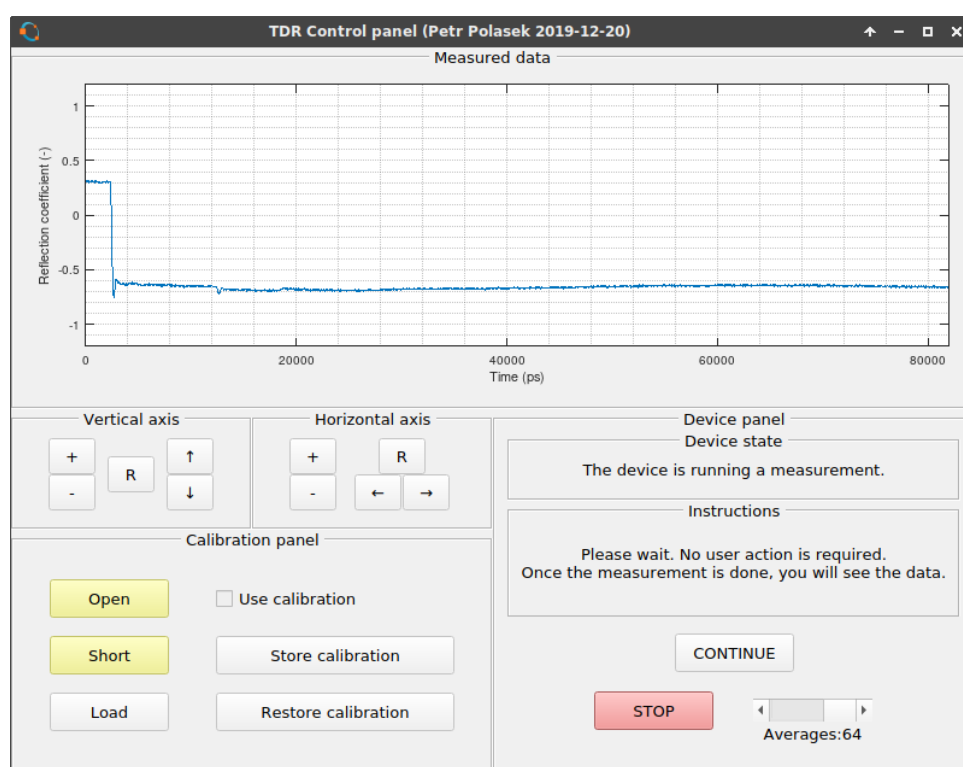 TDR Control panel (Petr Polasek 2019-12-20)
Measured data
Reflection coefficient (-)
1
0.5
0
-0.5
-1
0 20000 40000 60000 80000
Time (ps)
Vertical axis
+ R ↑
- ↓
Horizontal axis
+ R
- ← →
Calibration panel
Open Use calibration
Short Store calibration
Load Restore calibration
Device panel
Device state
The device is running a measurement.
Instructions
Please wait. No user action is required.
Once the measurement is done, you will see the data.
CONTINUE
STOP
Averages:64